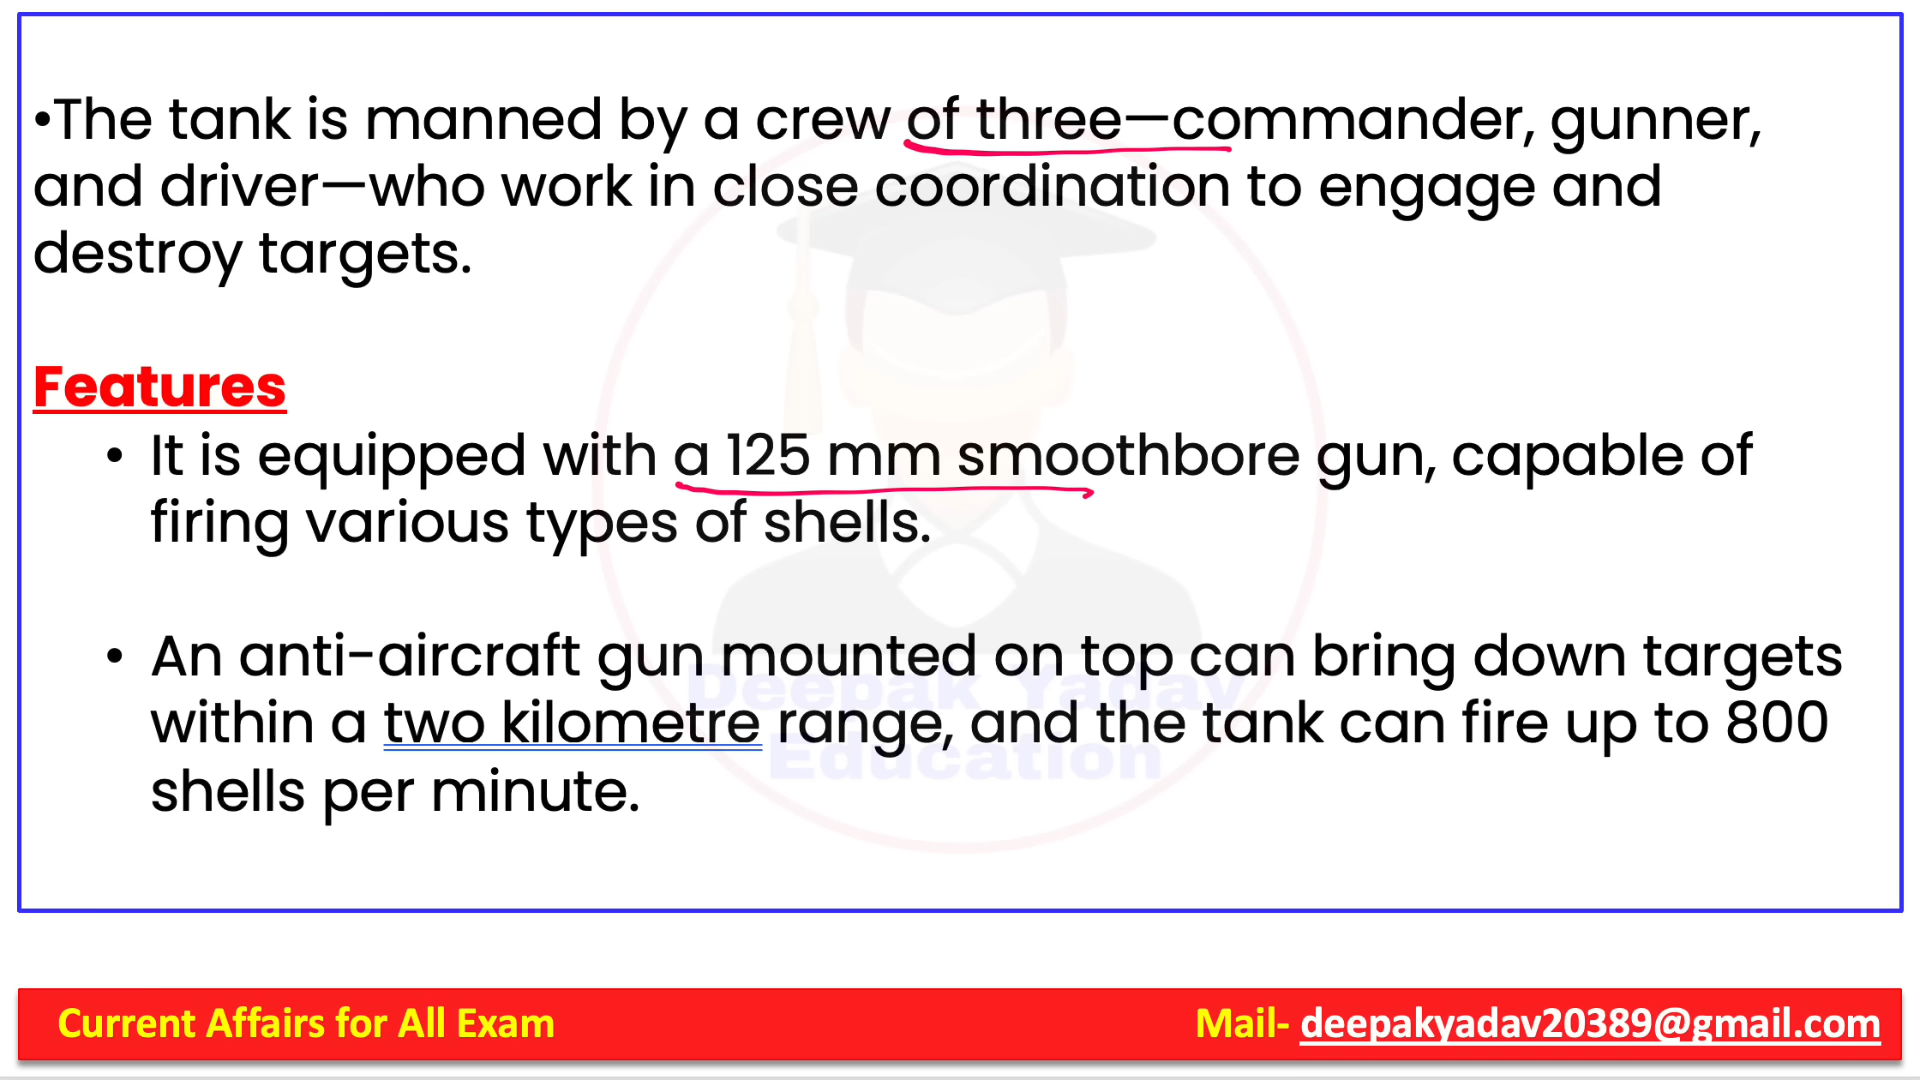 •The tank is manned by a crew of three—commander, gunner,
and driver—who work in close coordination to engage and
destroy targets.
Features
• It is equipped with a 125 mm smoothbore gun, capable of
firing various types of shells.
• An anti-aircraft gun mounted on top can bring down targets
within a two kilometre range, and the tank can fire up to 800
shells per minute.
Deepak Yadav
Education
Current Affairs for All Exam
Mail- deepakyadav20389@gmail.com